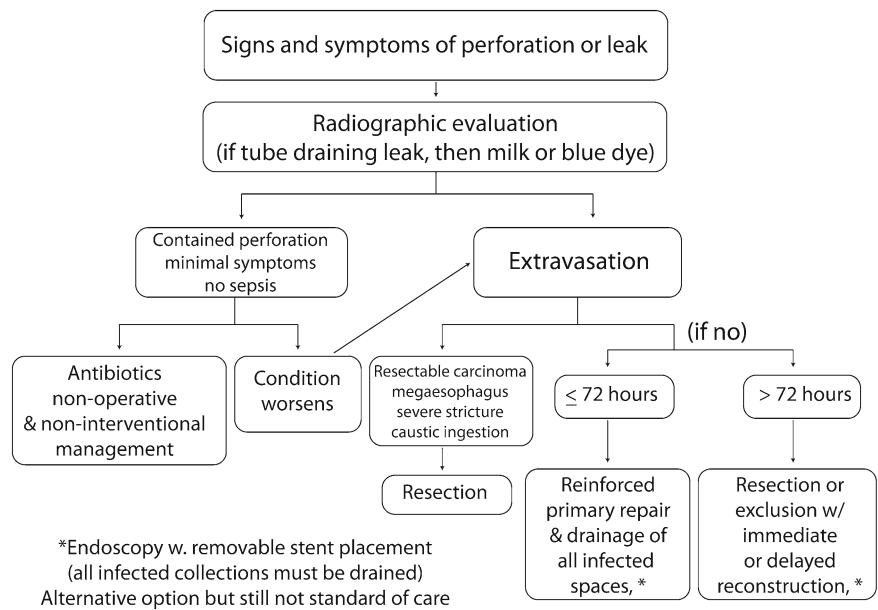 Signs and symptoms of perforation or leak
Radiographic evaluation
(if tube draining leak, then milk or blue dye)
Contained perforation
minimal symptoms
no sepsis
Extravasation
(if no)
Antibiotics
non-operative
& non-interventional
management
Condition
worsens
Resectable carcinoma
megaesophagus
severe stricture
caustic ingestion
≤ 72 hours
> 72 hours
Resection
Reinforced
primary repair
& drainage of
all infected
spaces, *
Resection or
exclusion w/
immediate
or delayed
reconstruction, *
*Endoscopy w. removable stent placement
(all infected collections must be drained)
Alternative option but still not standard of care